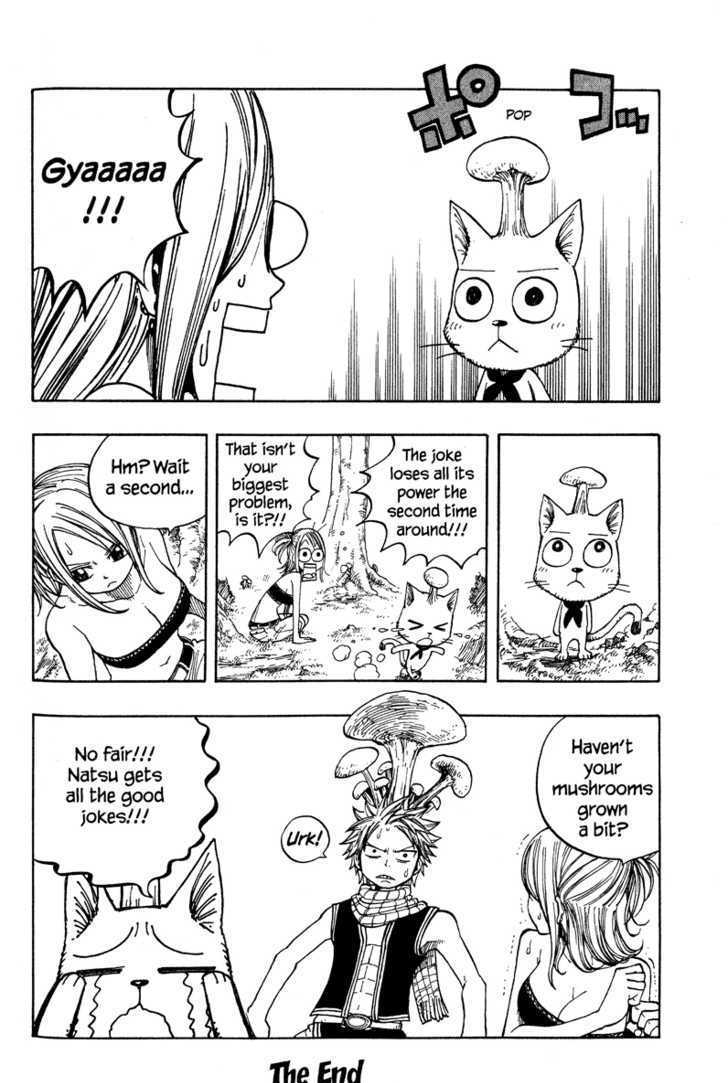 ポ コッ…
POP
Gyaaaaa
!!!
The joke
loses all its
power the
second time
around!!!
That isn't
your
biggest
problem,
is it?!!
Hm? Wait
a second...
Haven't
your
mushrooms
grown
a bit?
Urk!
No fair!!!
Natsu gets
all the good
jokes!!!
The End